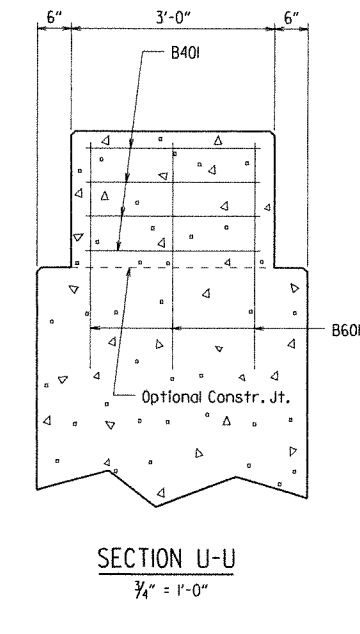 6" 3'-0" 6"
B401
B601
Optional Constr. Jt.
SECTION U-U
3/4" = 1'-0"